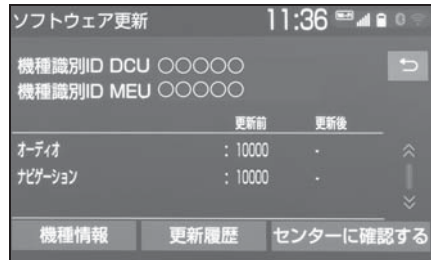 ソフトウェア更新 11:36
機種識別ID DCU ○○○○○
機種識別ID MEU ○○○○○
更新前 更新後
オーディオ : 10000 -
ナビゲーション : 10000 -
機種情報 更新履歴 センターに確認する